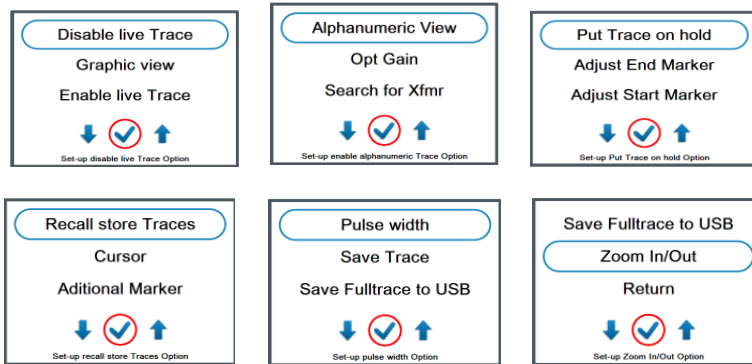 Disable live Trace
Graphic view
Enable live Trace
Set-up disable live Trace Option
Alphanumeric View
Opt Gain
Search for Xfmr
Set-up enable alphanumeric Trace Option
Put Trace on hold
Adjust End Marker
Adjust Start Marker
Set-up Put Trace on hold Option
Recall store Traces
Cursor
Aditional Marker
Set-up recall store Traces Option
Pulse width
Save Trace
Save Fulltrace to USB
Set-up pulse width Option
Save Fulltrace to USB
Zoom In/Out
Return
Set-up Zoom In/Out Option